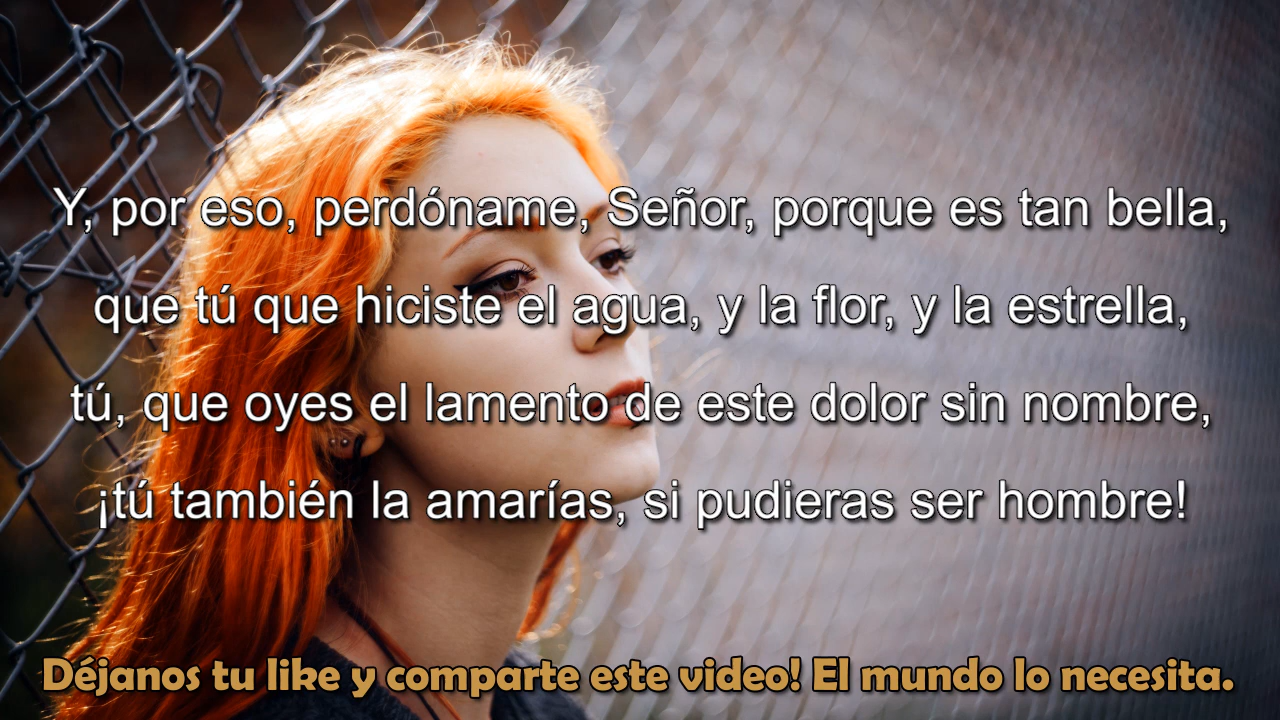 Y, por eso, perdóname, Señor, porque es tan bella,
que tú que hiciste el agua, y la flor, y la estrella,
tú, que oyes el lamento de este dolor sin nombre,
¡tú también la amarías, si pudieras ser hombre!
Déjanos tu like y comparte este video! El mundo lo necesita.